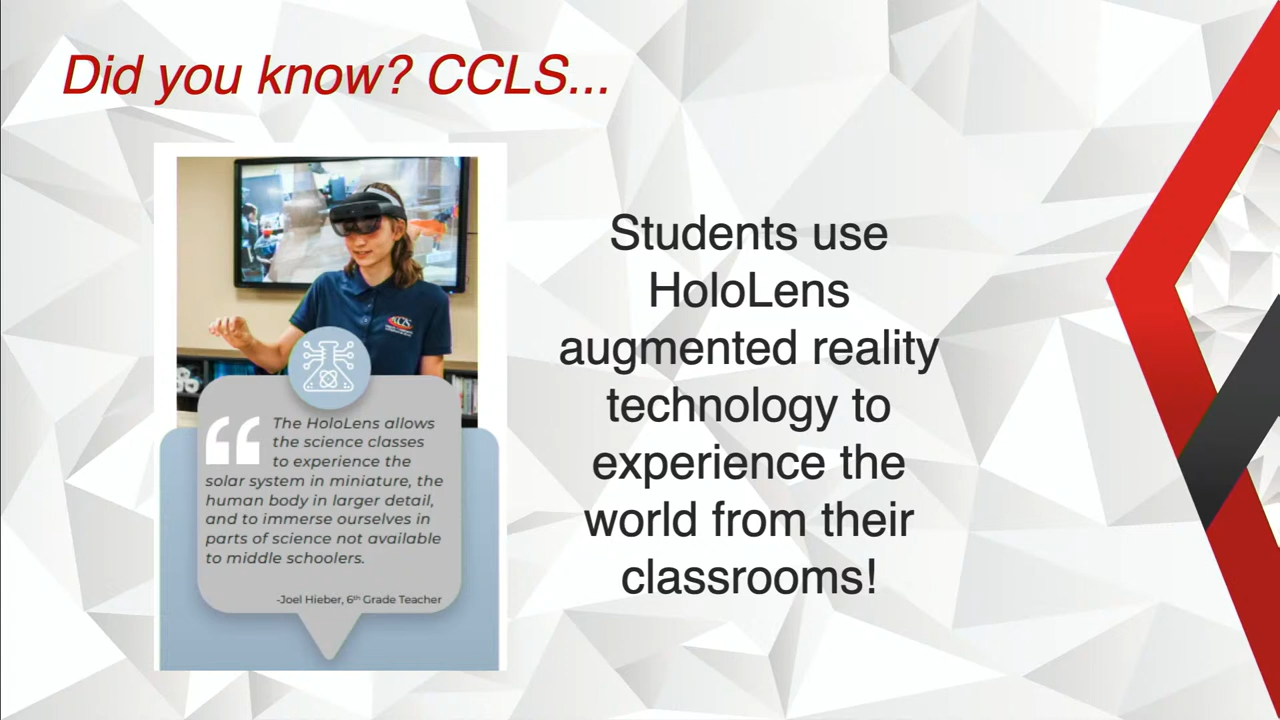 Did you know? CCLS...
Students use
HoloLens
augmented reality
technology to
experience the
world from their
classrooms!
The HoloLens allows
the science classes
to experience the
solar system in miniature, the
human body in larger detail,
and to immerse ourselves in
parts of science not available
to middle schoolers.
-Joel Hieber, 6th Grade Teacher